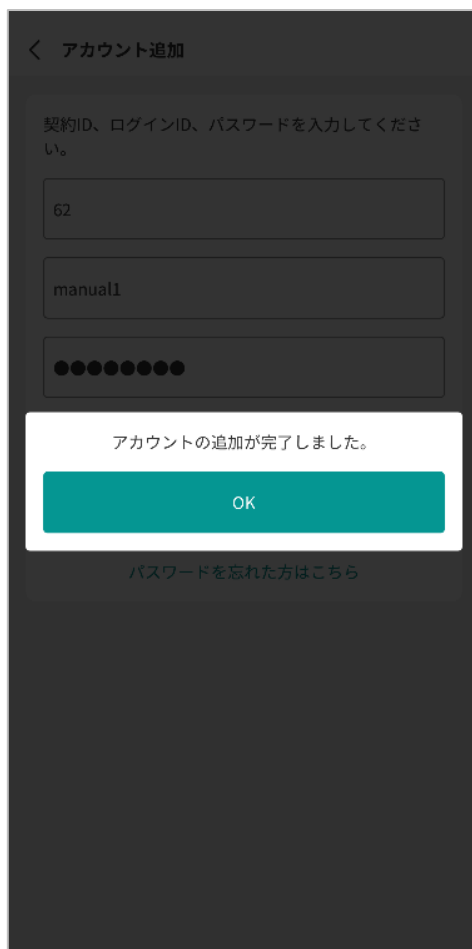 アカウント追加
契約ID、ログインID、パスワードを入力してくださ
い。
62
manual1
●●●●●●●●
アカウントの追加が完了しました。
OK
パスワードを忘れた方はこちら